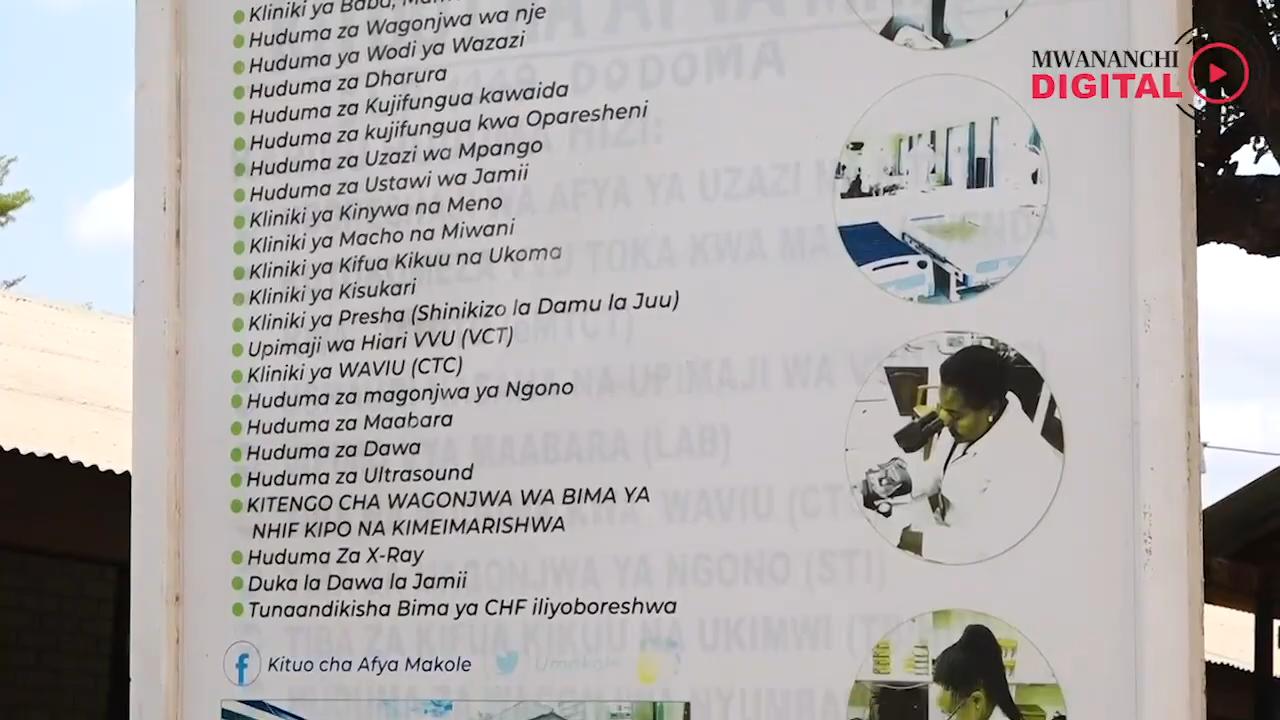 Kliniki ya Baba,
Huduma za Wagonjwa wa nje
Huduma ya Wodi ya Wazazi
Huduma za Dharura
Huduma za Kujifungua kawaida
Huduma za kujifungua kwa Oparesheni
Huduma za Uzazi wa Mpango
Huduma za Ustawi wa Jamii
Kliniki ya Kinywa na Meno
Kliniki ya Macho na Miwani
Kliniki ya Kifua Kikuu na Ukoma
Kliniki ya Kisukari
Kliniki ya Presha (Shinikizo la Damu la Juu)
Upimaji wa Hiari VVU (VCT)
Kliniki ya WAVIU (CTC)
Huduma za magonjwa ya Ngono
Huduma za Maabara
Huduma za Dawa
Huduma za Ultrasound
KITENGO CHA WAGONJWA WA BIMA YA
NHIF KIPO NA KIMEIMARISHWA
Huduma Za X-Ray
Duka la Dawa la Jamii
Tunaandikisha Bima ya CHF iliyoboreshwa
Kituo cha Afya Makole
MWANANCHI
DIGITAL